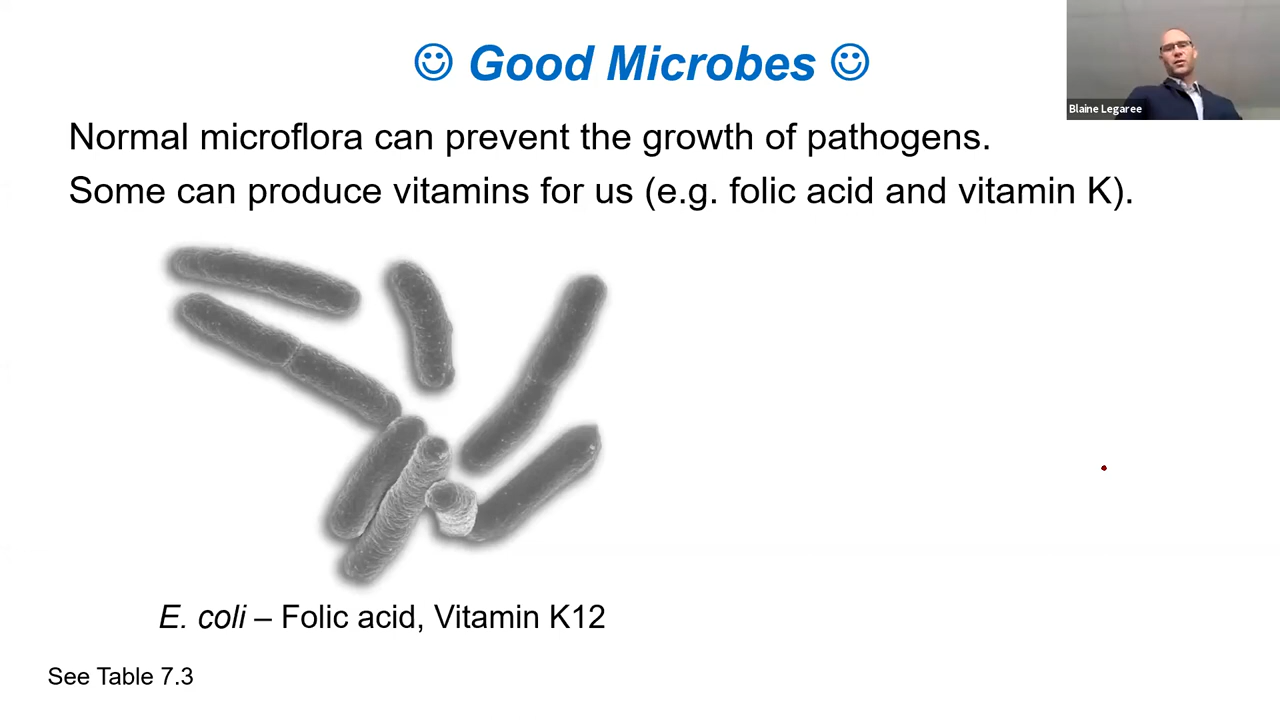 ☺ Good Microbes ☺
Blaine Legaree
Normal microflora can prevent the growth of pathogens.
Some can produce vitamins for us (e.g. folic acid and vitamin K).
E. coli – Folic acid, Vitamin K12
See Table 7.3